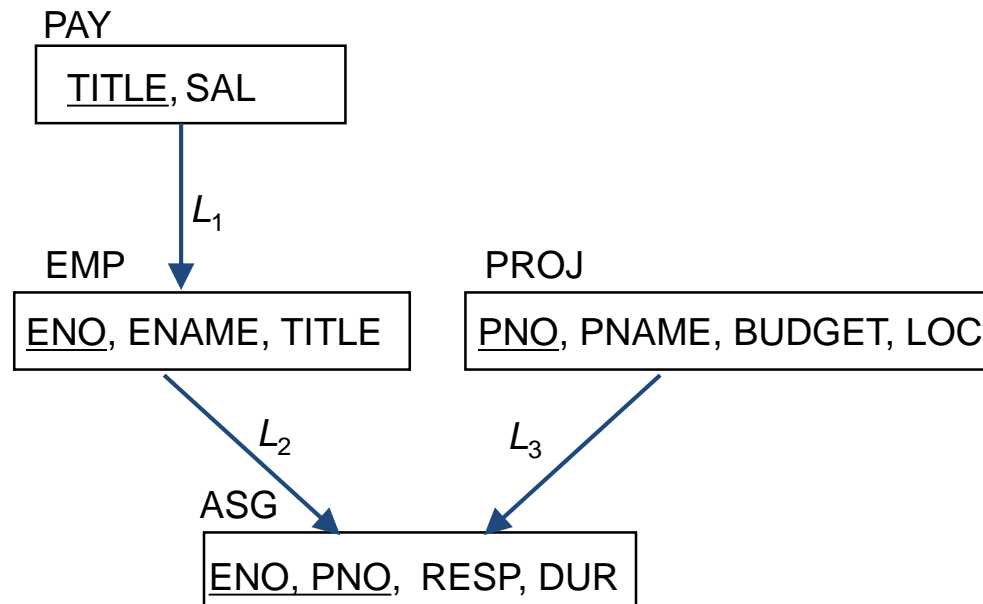 PAY
TITLE, SAL
L1
EMP
PROJ
ENO, ENAME, TITLE
PNO, PNAME, BUDGET, LOC
L2
L3
ASG
ENO, PNO, RESP, DUR